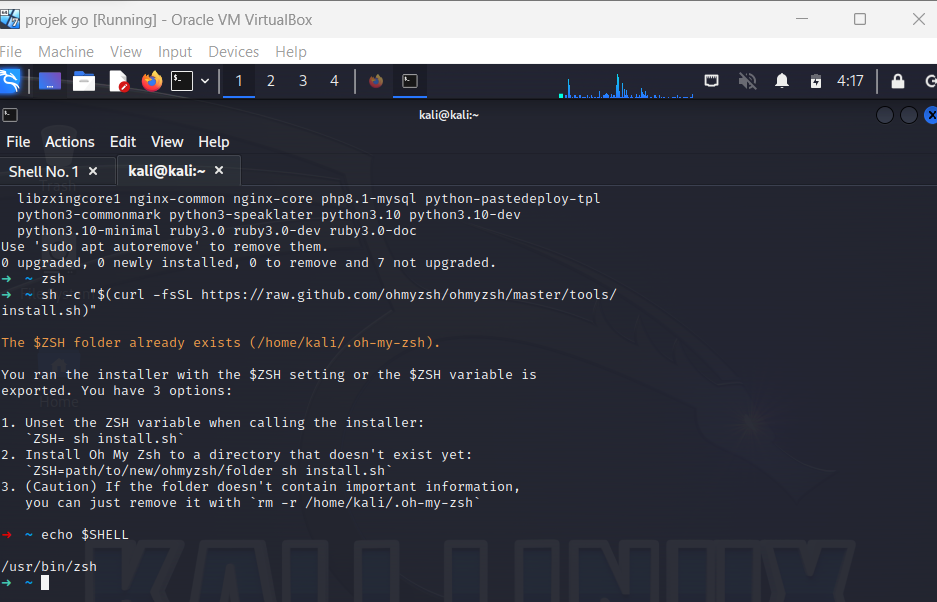 projek go [Running] - Oracle VM VirtualBox
File Machine View Input Devices Help
1 2 3 4 4:17
kali@kali:~
File Actions Edit View Help
Shell No. 1 × kali@kali:~ ×
libzxingcore1 nginx-common nginx-core php8.1-mysql python-pastedeploy-tpl
python3-commonmark python3-speaklater python3.10 python3.10-dev
python3.10-minimal ruby3.0 ruby3.0-dev ruby3.0-doc
Use 'sudo apt autoremove' to remove them.
0 upgraded, 0 newly installed, 0 to remove and 7 not upgraded.
→ ~ zsh
→ ~ sh -c "$(curl -fsSL https://raw.github.com/ohmyzsh/ohmyzsh/master/tools/
install.sh)"
The $ZSH folder already exists (/home/kali/.oh-my-zsh).
You ran the installer with the $ZSH setting or the $ZSH variable is
exported. You have 3 options:
1. Unset the ZSH variable when calling the installer:
`ZSH= sh install.sh`
2. Install Oh My Zsh to a directory that doesn't exist yet:
`ZSH=path/to/new/ohmyzsh/folder sh install.sh`
3. (Caution) If the folder doesn't contain important information,
you can just remove it with `rm -r /home/kali/.oh-my-zsh`
→ ~ echo $SHELL
/usr/bin/zsh
→ ~
Trash
Home
KALI LINUX